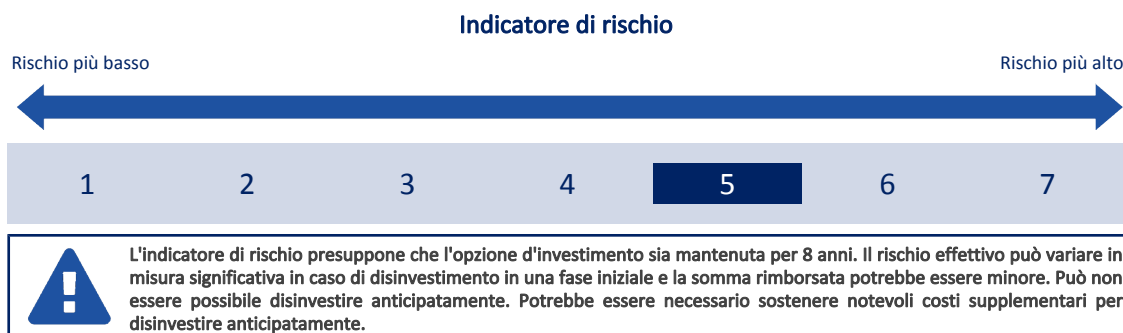 Indicatore di rischio
Rischio più basso
Rischio più alto
1 2 3 4 5 6 7
L'indicatore di rischio presuppone che l'opzione d'investimento sia mantenuta per 8 anni. Il rischio effettivo può variare in
misura significativa in caso di disinvestimento in una fase iniziale e la somma rimborsata potrebbe essere minore. Può non
essere possibile disinvestire anticipatamente. Potrebbe essere necessario sostenere notevoli costi supplementari per
disinvestire anticipatamente.